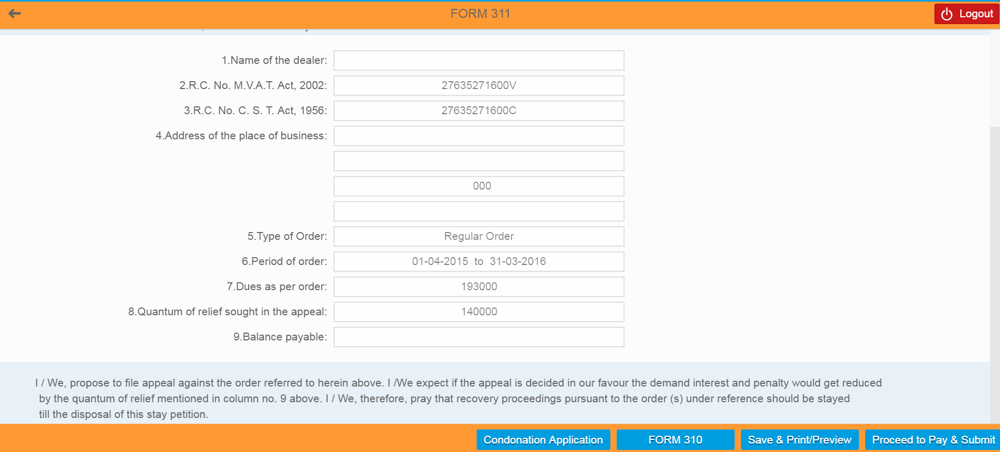 FORM 311
Logout
1.Name of the dealer:
2.R.C. No. M.V.A.T. Act, 2002: 27635271600V
3.R.C. No. C. S. T. Act, 1956: 27635271600C
4.Address of the place of business:
000
5.Type of Order: Regular Order
6.Period of order: 01-04-2015 to 31-03-2016
7.Dues as per order: 193000
8.Quantum of relief sought in the appeal: 140000
9.Balance payable:
I / We, propose to file appeal against the order referred to herein above. I /We expect if the appeal is decided in our favour the demand interest and penalty would get reduced
by the quantum of relief mentioned in column no. 9 above. I / We, therefore, pray that recovery proceedings pursuant to the order (s) under reference should be stayed
till the disposal of this stay petition.
Condonation Application FORM 310 Save & Print/Preview Proceed to Pay & Submit